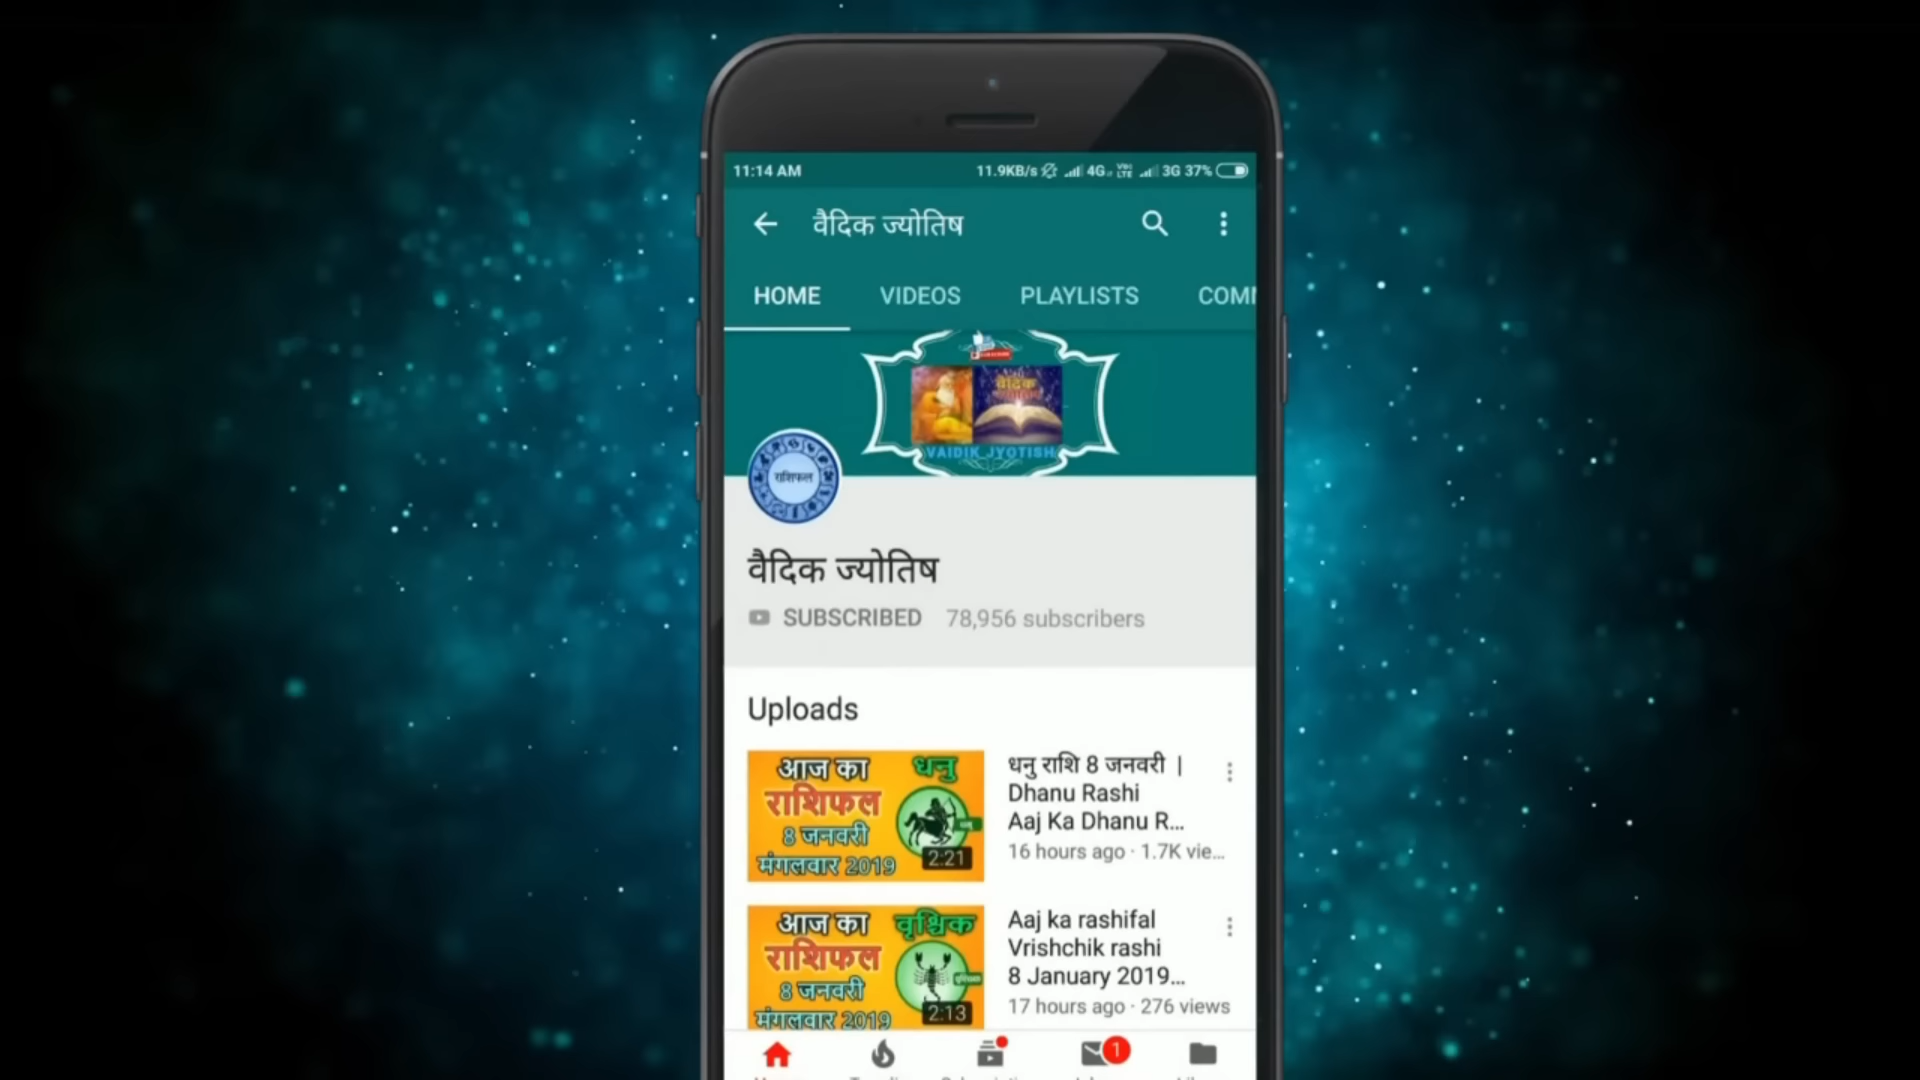 11:14 AM 11.9KB/s 4G VoLTE 3G 37%
वैदिक ज्योतिष
HOME VIDEOS PLAYLISTS COMM
वैदिक
VAIDIK JYOTISH
राशिफल
वैदिक ज्योतिष
SUBSCRIBED 78,956 subscribers
Uploads
आज का धनु
राशिफल
8 जनवरी
मंगलवार 2019
2:21
धनु राशि 8 जनवरी |
Dhanu Rashi
Aaj Ka Dhanu R...
16 hours ago · 1.7K vie...
आज का वृश्चिक
राशिफल
8 जनवरी
मंगलवार 2019
2:13
Aaj ka rashifal
Vrishchik rashi
8 January 2019...
17 hours ago · 276 views
1